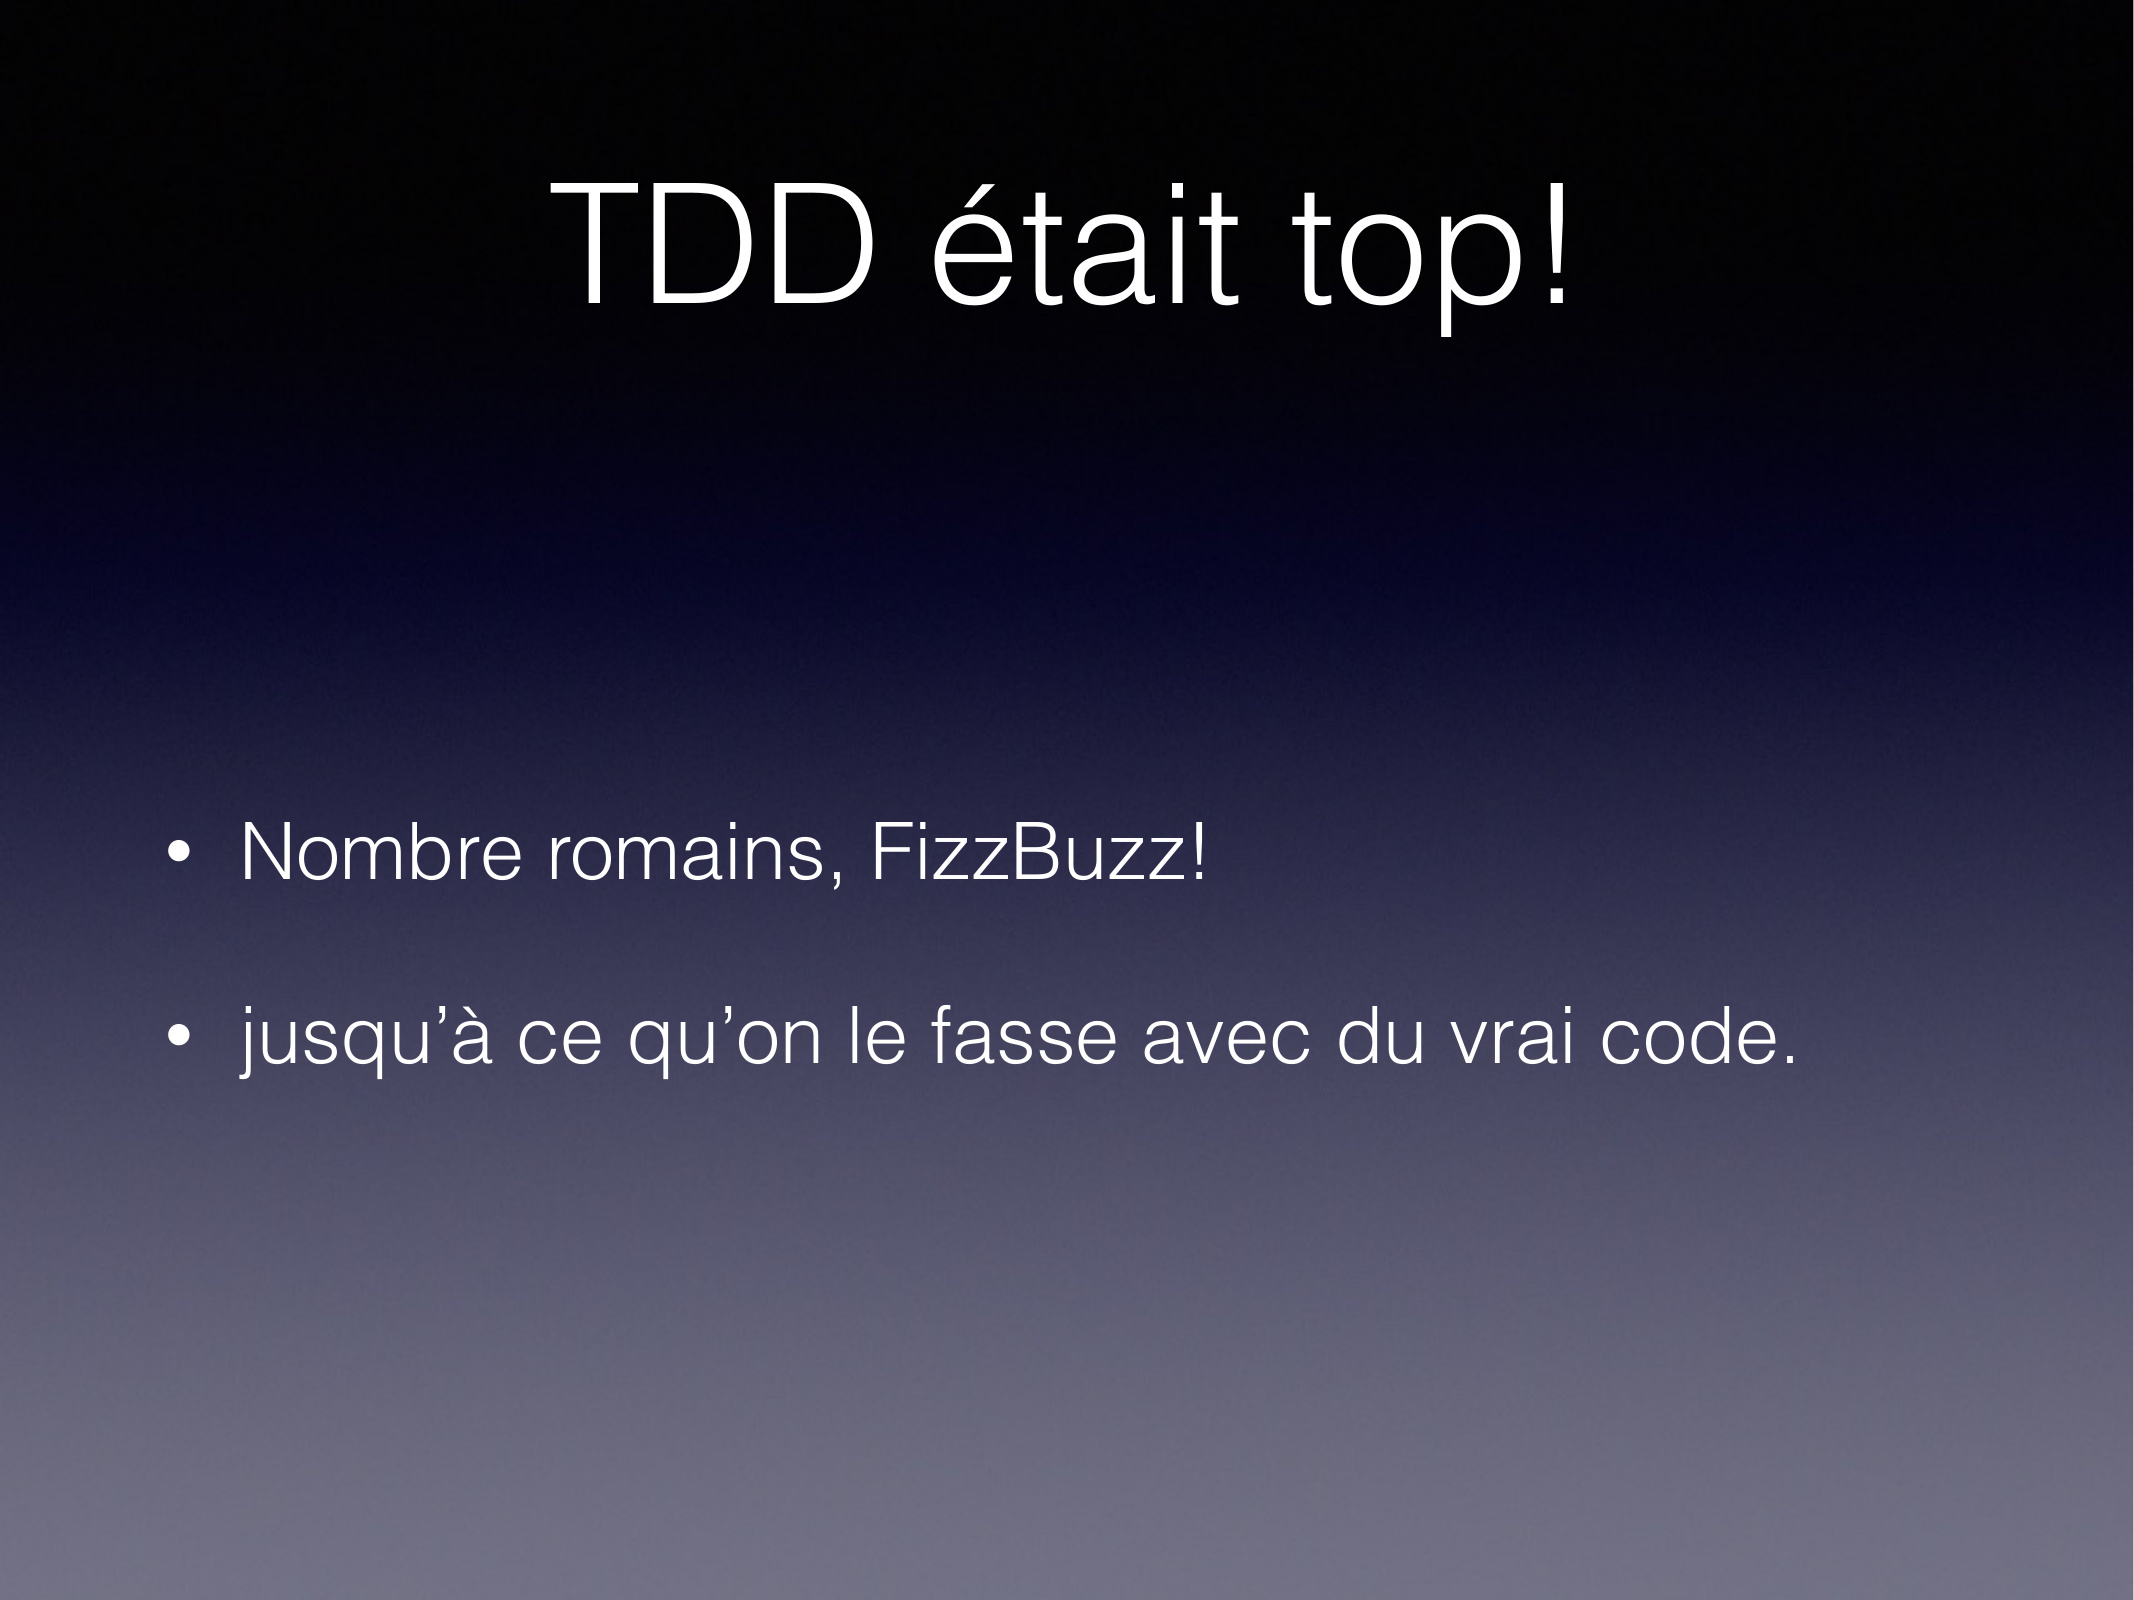 TDD était top!
• Nombre romains, FizzBuzz!
• jusqu’à ce qu’on le fasse avec du vrai code.